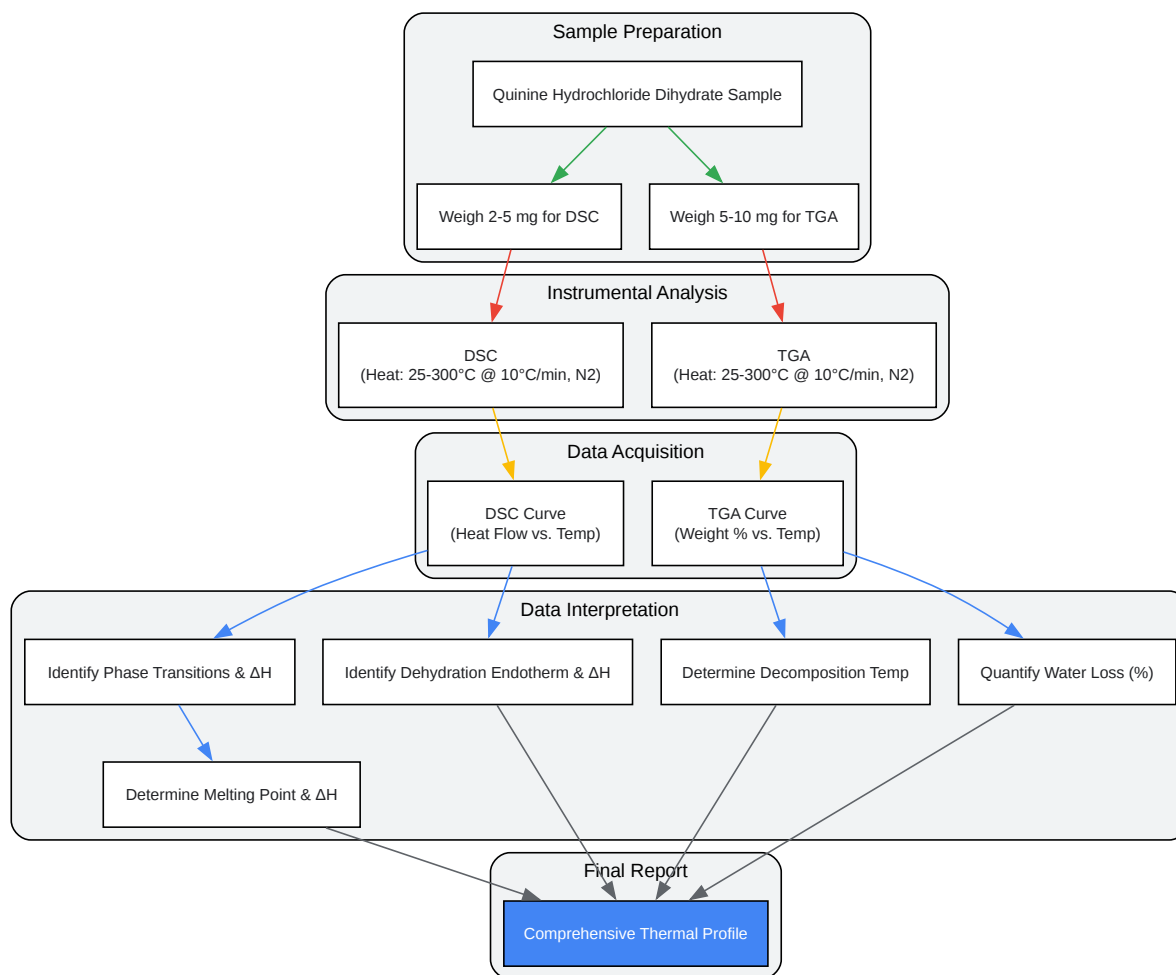 Sample Preparation
Quinine Hydrochloride Dihydrate Sample
Weigh 2-5 mg for DSC
Weigh 5-10 mg for TGA
Instrumental Analysis
DSC
(Heat: 25-300°C @ 10°C/min, N2)
TGA
(Heat: 25-300°C @ 10°C/min, N2)
Data Acquisition
DSC Curve
(Heat Flow vs. Temp)
TGA Curve
(Weight % vs. Temp)
Data Interpretation
Identify Phase Transitions & ΔH
Identify Dehydration Endotherm & ΔH
Determine Decomposition Temp
Quantify Water Loss (%)
Determine Melting Point & ΔH
Final Report
Comprehensive Thermal Profile